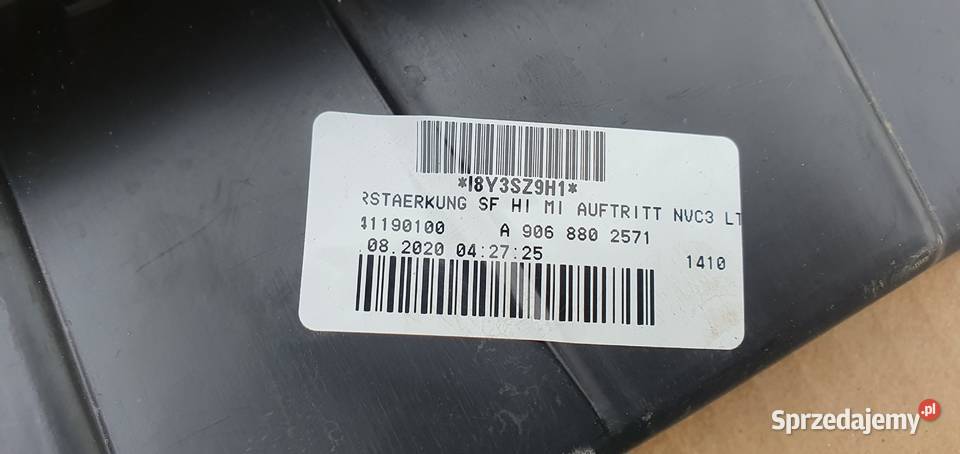 *I8Y3SZ9H1*
RSTAERKUNG SF HI MI AUFTRITT NVC3 LT
41190100 A 906 880 2571
.08.2020 04:27:25 1410
Sprzedajemy.pl